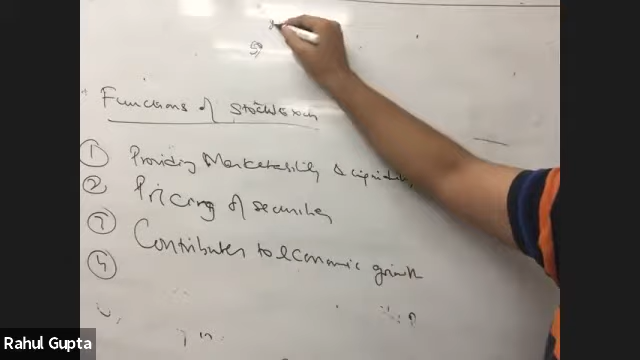 Functions of Stock Exch
① Providing Marketability & Liquidity
② Pricing of securities
③ Contributes to economic growth
④
Rahul Gupta